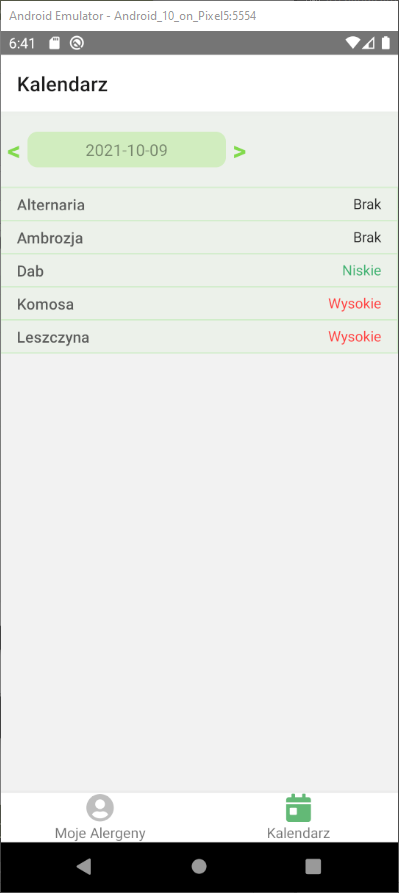 Android Emulator - Android_10_on_Pixel5:5554
6:41
Kalendarz
< 2021-10-09 >
Alternaria Brak
Ambrozja Brak
Dab Niskie
Komosa Wysokie
Leszczyna Wysokie
Moje Alergeny Kalendarz